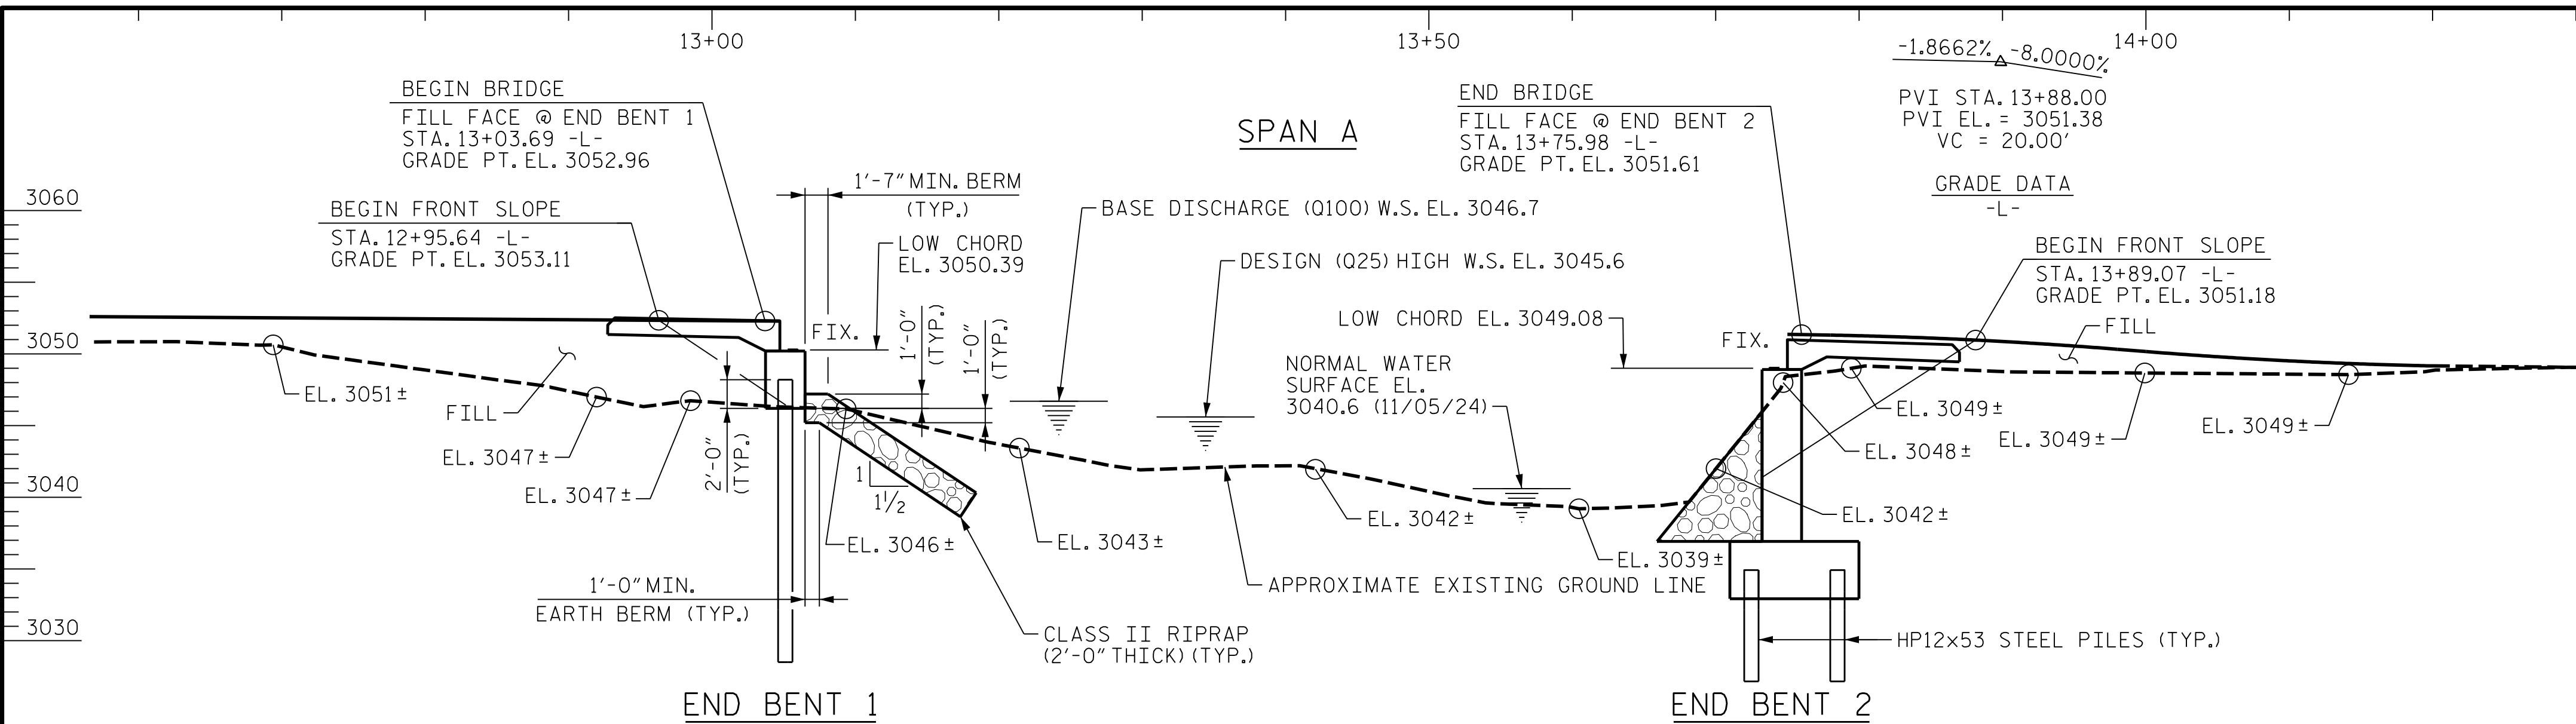 13+00
13+50
14+00
-1.8662%
-8.0000%
PVI STA. 13+88.00
PVI EL. = 3051.38
VC = 20.00'
GRADE DATA
-L-
BEGIN BRIDGE
FILL FACE @ END BENT 1
STA. 13+03.69 -L-
GRADE PT. EL. 3052.96
SPAN A
END BRIDGE
FILL FACE @ END BENT 2
STA. 13+75.98 -L-
GRADE PT. EL. 3051.61
BEGIN FRONT SLOPE
STA. 12+95.64 -L-
GRADE PT. EL. 3053.11
1'-7" MIN. BERM
(TYP.)
LOW CHORD
EL. 3050.39
BASE DISCHARGE (Q100) W.S. EL. 3046.7
DESIGN (Q25) HIGH W.S. EL. 3045.6
BEGIN FRONT SLOPE
STA. 13+89.07 -L-
GRADE PT. EL. 3051.18
3060
3050
3040
3030
FIX.
1'-0"
(TYP.)
1'-0"
(TYP.)
LOW CHORD EL. 3049.08
FIX.
FILL
NORMAL WATER
SURFACE EL.
3040.6 (11/05/24)
EL. 3051±
FILL
EL. 3047±
EL. 3047±
2'-0"
(TYP.)
1
1 1/2
EL. 3046±
EL. 3043±
EL. 3042±
EL. 3039±
EL. 3042±
EL. 3048±
EL. 3049±
EL. 3049±
EL. 3049±
1'-0" MIN.
EARTH BERM (TYP.)
APPROXIMATE EXISTING GROUND LINE
CLASS II RIPRAP
(2'-0" THICK) (TYP.)
HP12x53 STEEL PILES (TYP.)
END BENT 1
END BENT 2